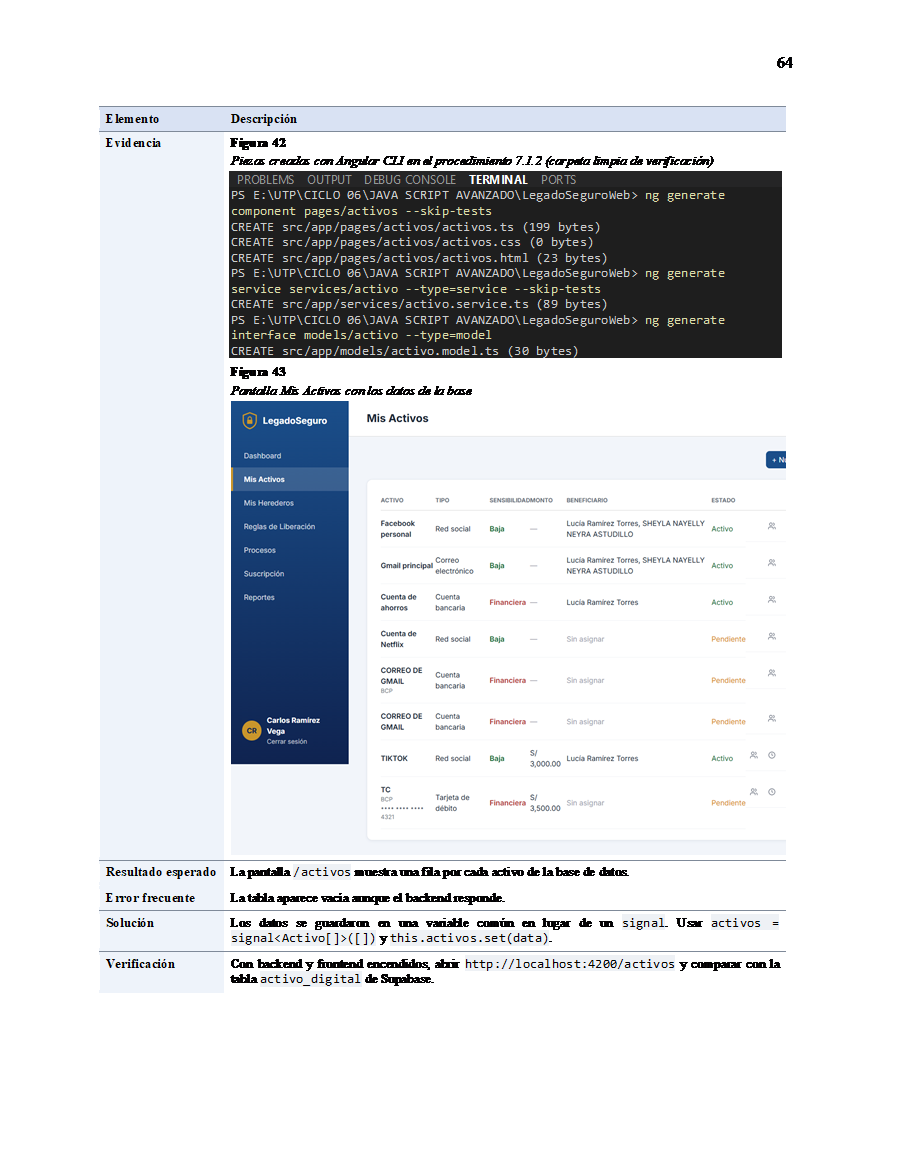 64
Elemento Descripción
Evidencia Figura 42
Piezas creadas con Angular CLI en el procedimiento 7.1.2 (carpeta limpia de verificación)
PROBLEMS OUTPUT DEBUG CONSOLE TERMINAL PORTS
PS E:\UTP\CICLO 06\JAVA SCRIPT AVANZADO\LegadoSeguroWeb> ng generate
component pages/activos --skip-tests
CREATE src/app/pages/activos/activos.ts (199 bytes)
CREATE src/app/pages/activos/activos.css (0 bytes)
CREATE src/app/pages/activos/activos.html (23 bytes)
PS E:\UTP\CICLO 06\JAVA SCRIPT AVANZADO\LegadoSeguroWeb> ng generate
service services/activo --type=service --skip-tests
CREATE src/app/services/activo.service.ts (89 bytes)
PS E:\UTP\CICLO 06\JAVA SCRIPT AVANZADO\LegadoSeguroWeb> ng generate
interface models/activo --type=model
CREATE src/app/models/activo.model.ts (30 bytes)
Figura 43
Pantalla Mis Activos con los datos de la base
LegadoSeguro
Dashboard
Mis Activos
Mis Herederos
Reglas de Liberación
Procesos
Suscripción
Reportes
CR Carlos Ramírez
Vega
Cerrar sesión
Mis Activos
+ N
ACTIVO TIPO SENSIBILIDAD MONTO BENEFICIARIO ESTADO
Facebook personal Red social Baja — Lucía Ramírez Torres, SHEYLA NAYELLY NEYRA ASTUDILLO Activo
Gmail principal Correo electrónico Baja — Lucía Ramírez Torres, SHEYLA NAYELLY NEYRA ASTUDILLO Activo
Cuenta de ahorros Cuenta bancaria Financiera — Lucía Ramírez Torres Activo
Cuenta de Netflix Red social Baja — Sin asignar Pendiente
CORREO DE GMAIL BCP Cuenta bancaria Financiera — Sin asignar Pendiente
CORREO DE GMAIL Cuenta bancaria Financiera — Sin asignar Pendiente
TIKTOK Red social Baja S/ 3,000.00 Lucía Ramírez Torres Activo
TC BCP •••• •••• •••• 4321 Tarjeta de débito Financiera S/ 3,500.00 Sin asignar Pendiente
Resultado esperado La pantalla /activos muestra una fila por cada activo de la base de datos.
Error frecuente La tabla aparece vacía aunque el backend responde.
Solución Los datos se guardaron en una variable común en lugar de un signal. Usar activos =
signal<Activo[]>([]) y this.activos.set(data).
Verificación Con backend y frontend encendidos, abrir http://localhost:4200/activos y comparar con la
tabla activo_digital de Supabase.